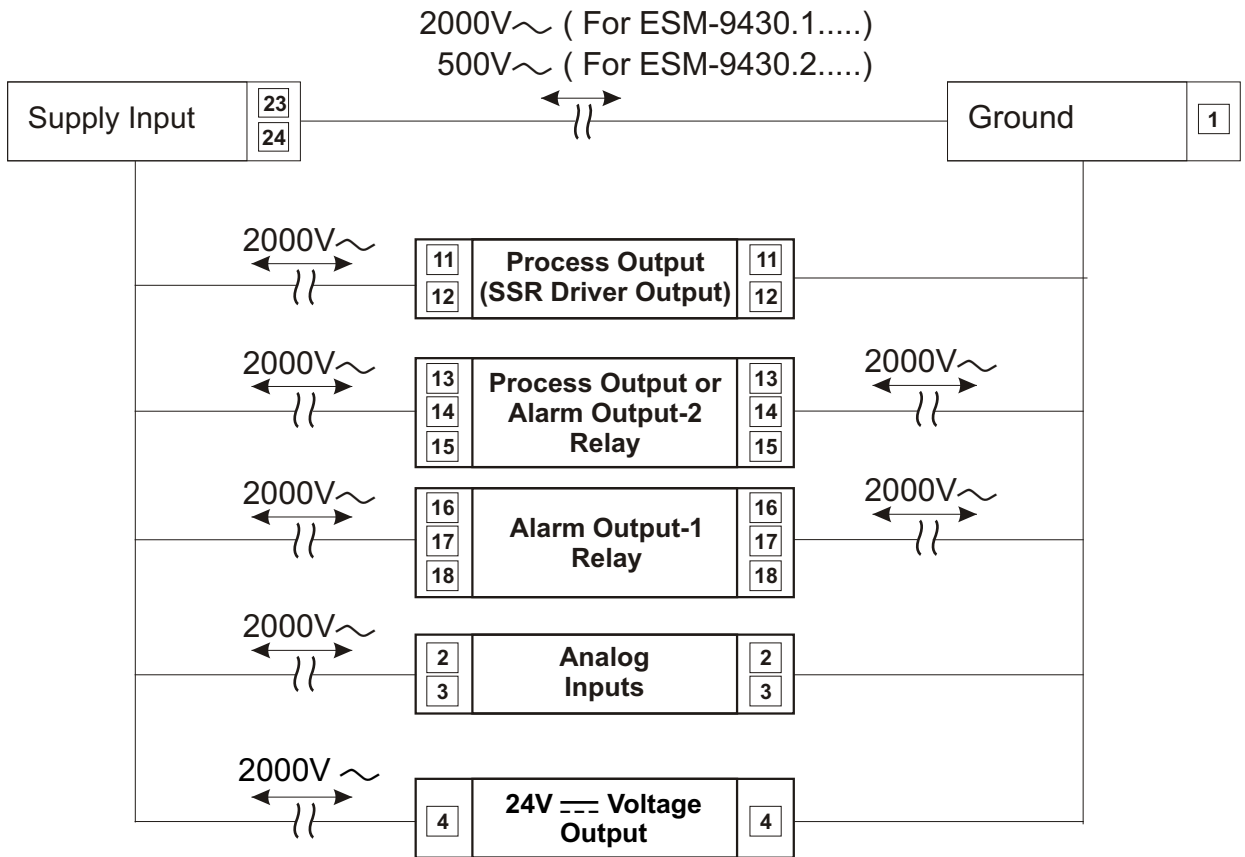 2000V～ ( For ESM-9430.1.....)
500V～ ( For ESM-9430.2.....)
Supply Input
23
24
Ground
1
2000V～
11
12
Process Output
(SSR Driver Output)
11
12
2000V～
13
14
15
Process Output or
Alarm Output-2
Relay
13
14
15
2000V～
2000V～
16
17
18
Alarm Output-1
Relay
16
17
18
2000V～
2000V～
2
3
Analog
Inputs
2
3
2000V ～
4
24V ⎓ Voltage
Output
4